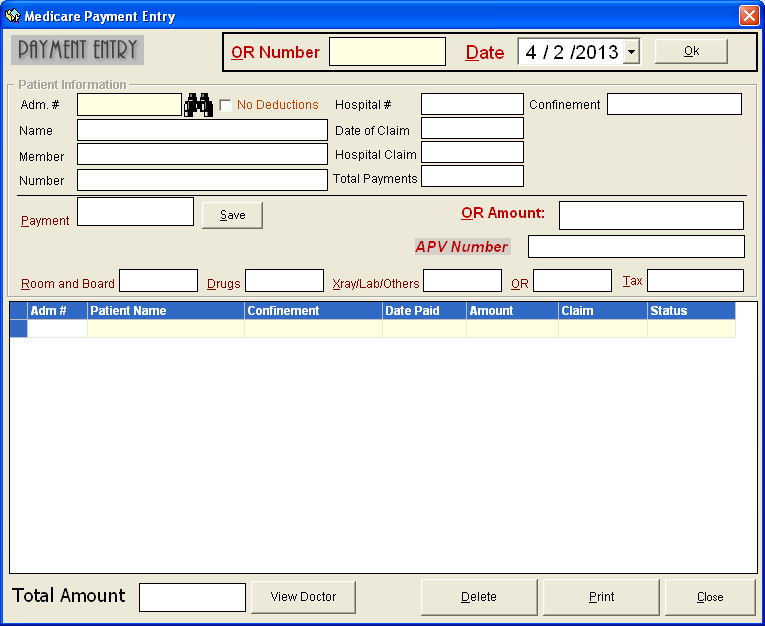 Medicare Payment Entry
PAYMENT ENTRY
OR Number
Date
4 / 2 /2013
Ok
Patient Information
Adm. #
No Deductions
Hospital #
Confinement
Name
Date of Claim
Member
Hospital Claim
Number
Total Payments
Payment
Save
OR Amount:
APV Number
Room and Board
Drugs
Xray/Lab/Others
OR
Tax
Adm # Patient Name Confinement Date Paid Amount Claim Status
Total Amount
View Doctor
Delete
Print
Close